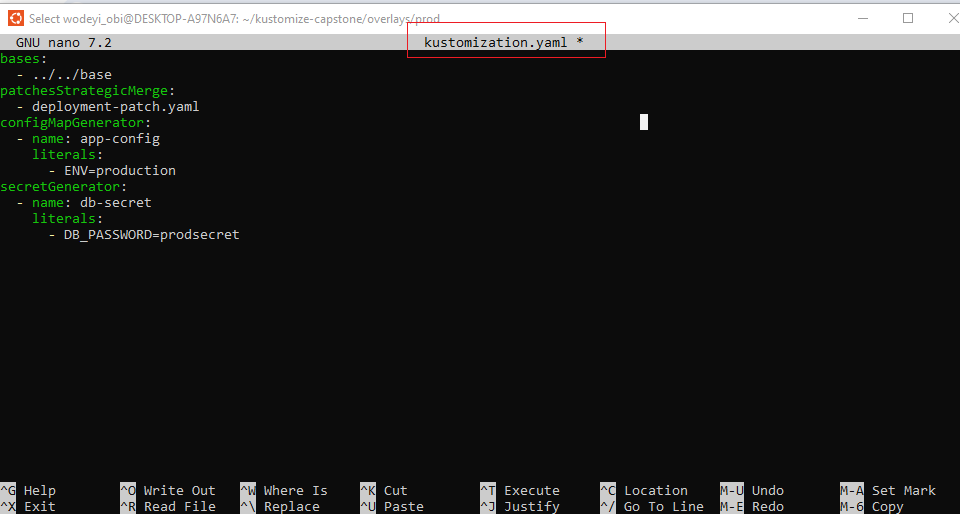 Select wodeyi_obi@DESKTOP-A97N6A7: ~/kustomize-capstone/overlays/prod
GNU nano 7.2 kustomization.yaml *
bases:
  - ../../base
patchesStrategicMerge:
  - deployment-patch.yaml
configMapGenerator:
  - name: app-config
    literals:
      - ENV=production
secretGenerator:
  - name: db-secret
    literals:
      - DB_PASSWORD=prodsecret
^G Help ^O Write Out ^W Where Is ^K Cut ^T Execute ^C Location M-U Undo M-A Set Mark
^X Exit ^R Read File ^\ Replace ^U Paste ^J Justify ^/ Go To Line M-E Redo M-6 Copy